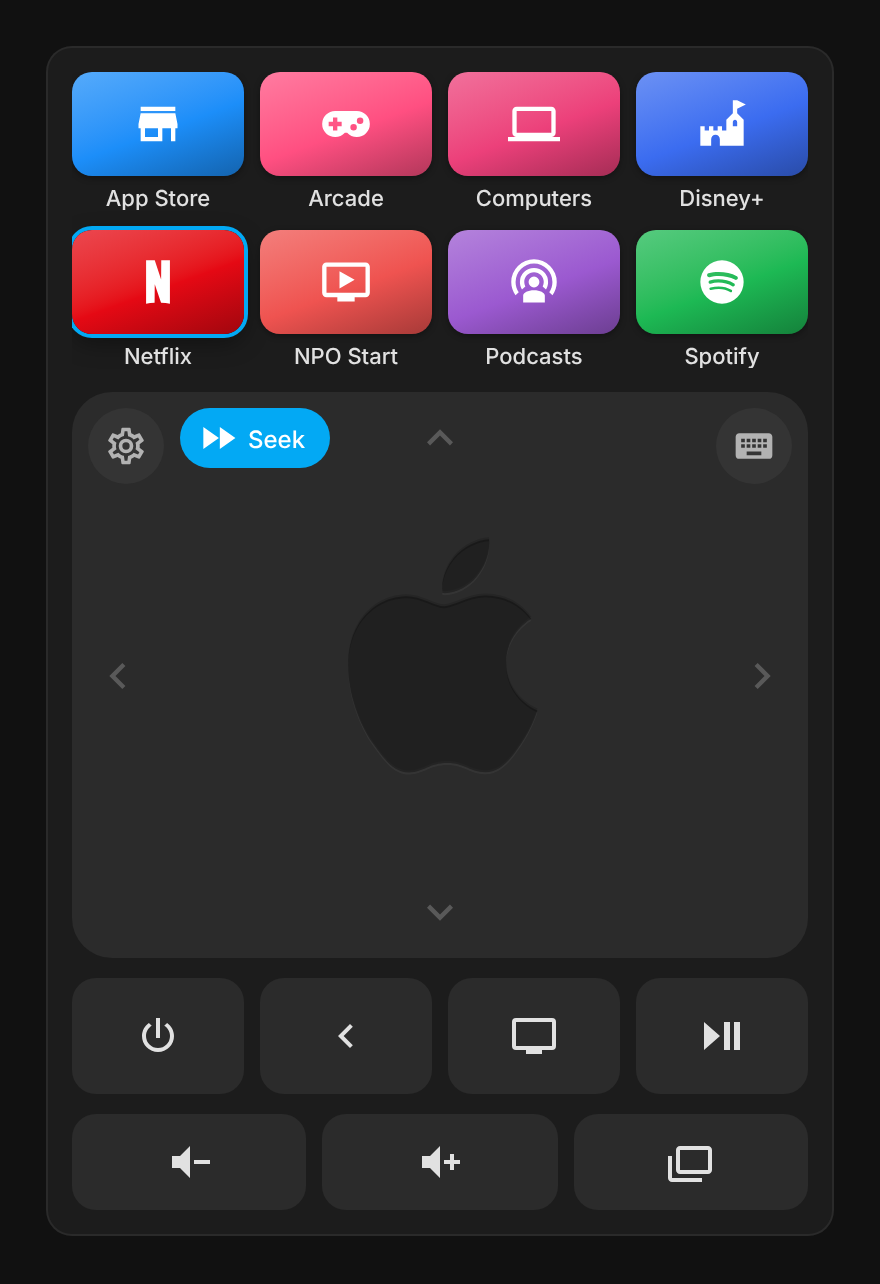 App Store
Arcade
Computers
Disney+
Netflix
NPO Start
Podcasts
Spotify
Seek